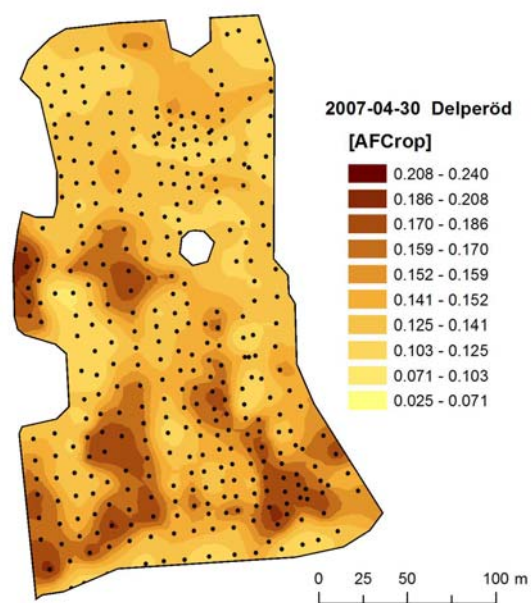 2007-04-30 Delperöd
[AFCrop]
0.208 - 0.240
0.186 - 0.208
0.170 - 0.186
0.159 - 0.170
0.152 - 0.159
0.141 - 0.152
0.125 - 0.141
0.103 - 0.125
0.071 - 0.103
0.025 - 0.071
0 25 50 100 m